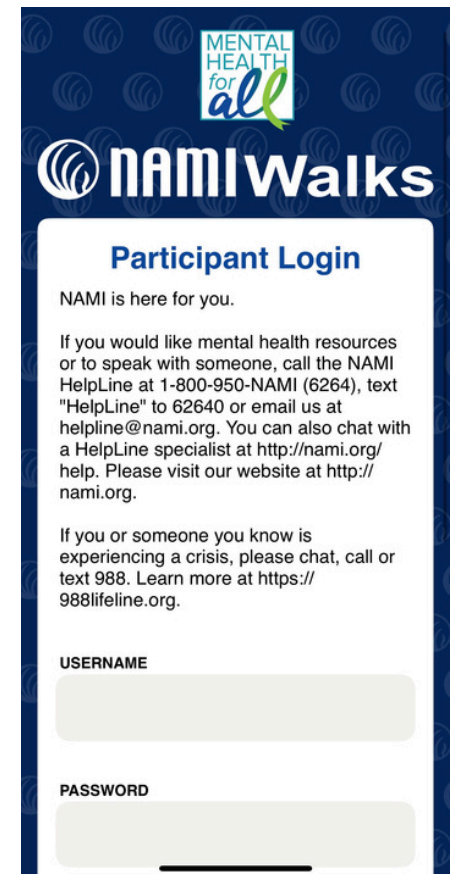 MENTAL
HEALTH
for
all
NAMIWalks
Participant Login
NAMI is here for you.
If you would like mental health resources
or to speak with someone, call the NAMI
HelpLine at 1-800-950-NAMI (6264), text
"HelpLine" to 62640 or email us at
helpline@nami.org. You can also chat with
a HelpLine specialist at http://nami.org/
help. Please visit our website at http://
nami.org.
If you or someone you know is
experiencing a crisis, please chat, call or
text 988. Learn more at https://
988lifeline.org.
USERNAME
PASSWORD